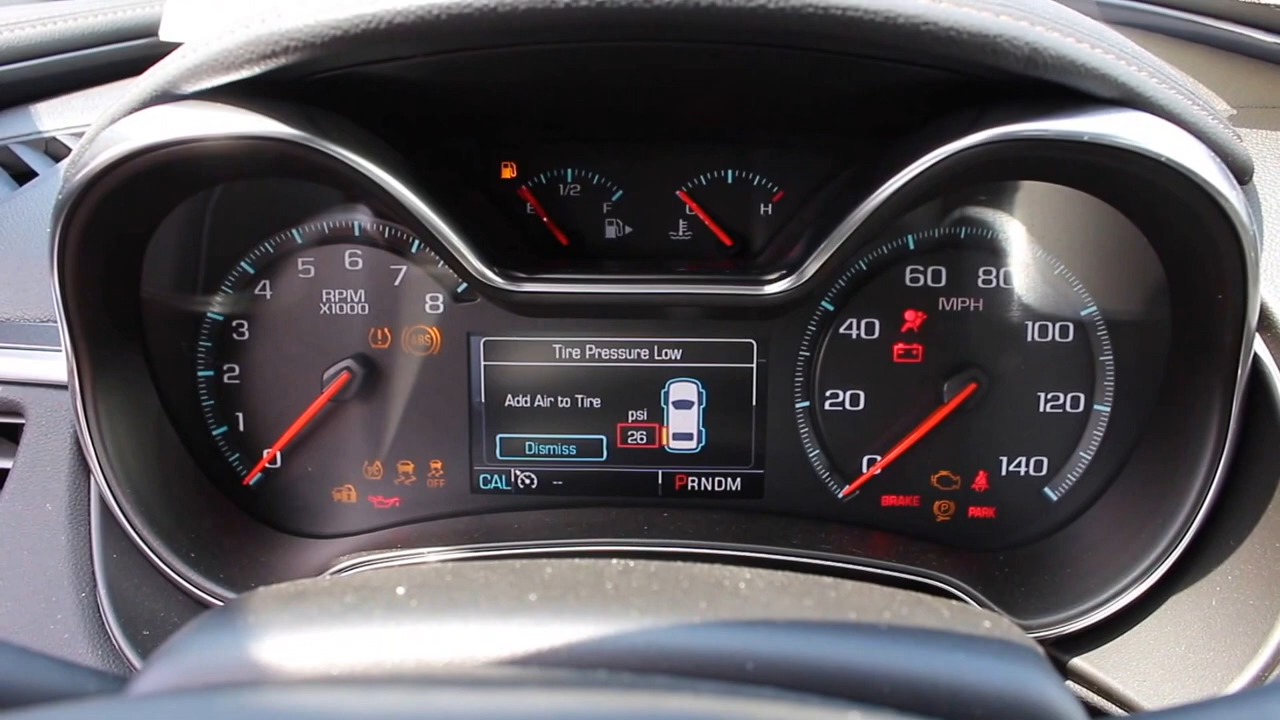 1/2
E
F
C
H
5
6
7
4
8
RPM
X1000
3
2
1
0
ABS
Tire Pressure Low
Add Air to Tire
psi
26
Dismiss
CAL
--
PRNDM
OFF
60
80
MPH
40
100
20
120
0
140
BRAKE
P
PARK